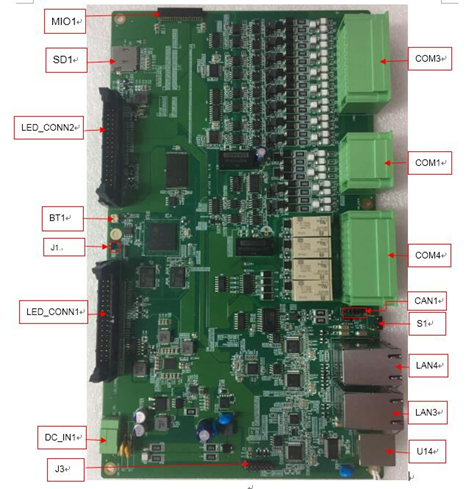 MIO1
SD1
COM3
LED_CONN2
COM1
BT1
J1
COM4
CAN1
LED_CONN1
S1
LAN4
LAN3
DC_IN1
U14
J3